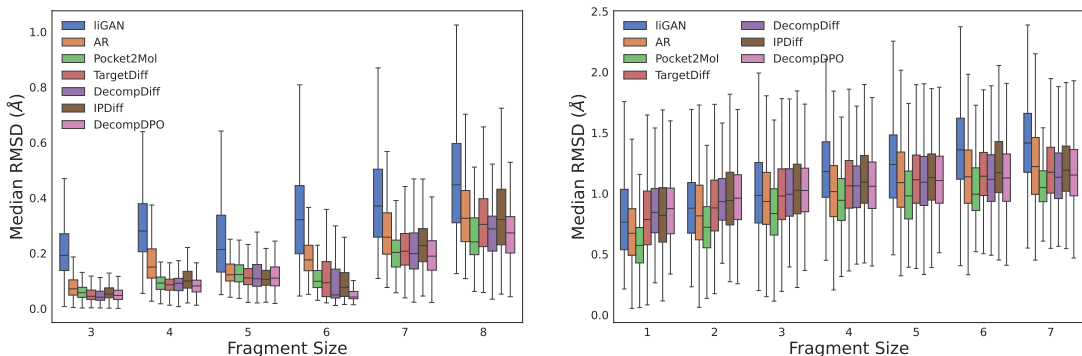 liGAN
AR
Pocket2Mol
TargetDiff
DecompDiff
IPDiff
DecompDPO
Median RMSD (Å)
1.0
0.8
0.6
0.4
0.2
0.0
3 4 5 6 7 8
Fragment Size
liGAN
AR
Pocket2Mol
TargetDiff
DecompDiff
IPDiff
DecompDPO
Median RMSD (Å)
2.5
2.0
1.5
1.0
0.5
0.0
1 2 3 4 5 6 7
Fragment Size